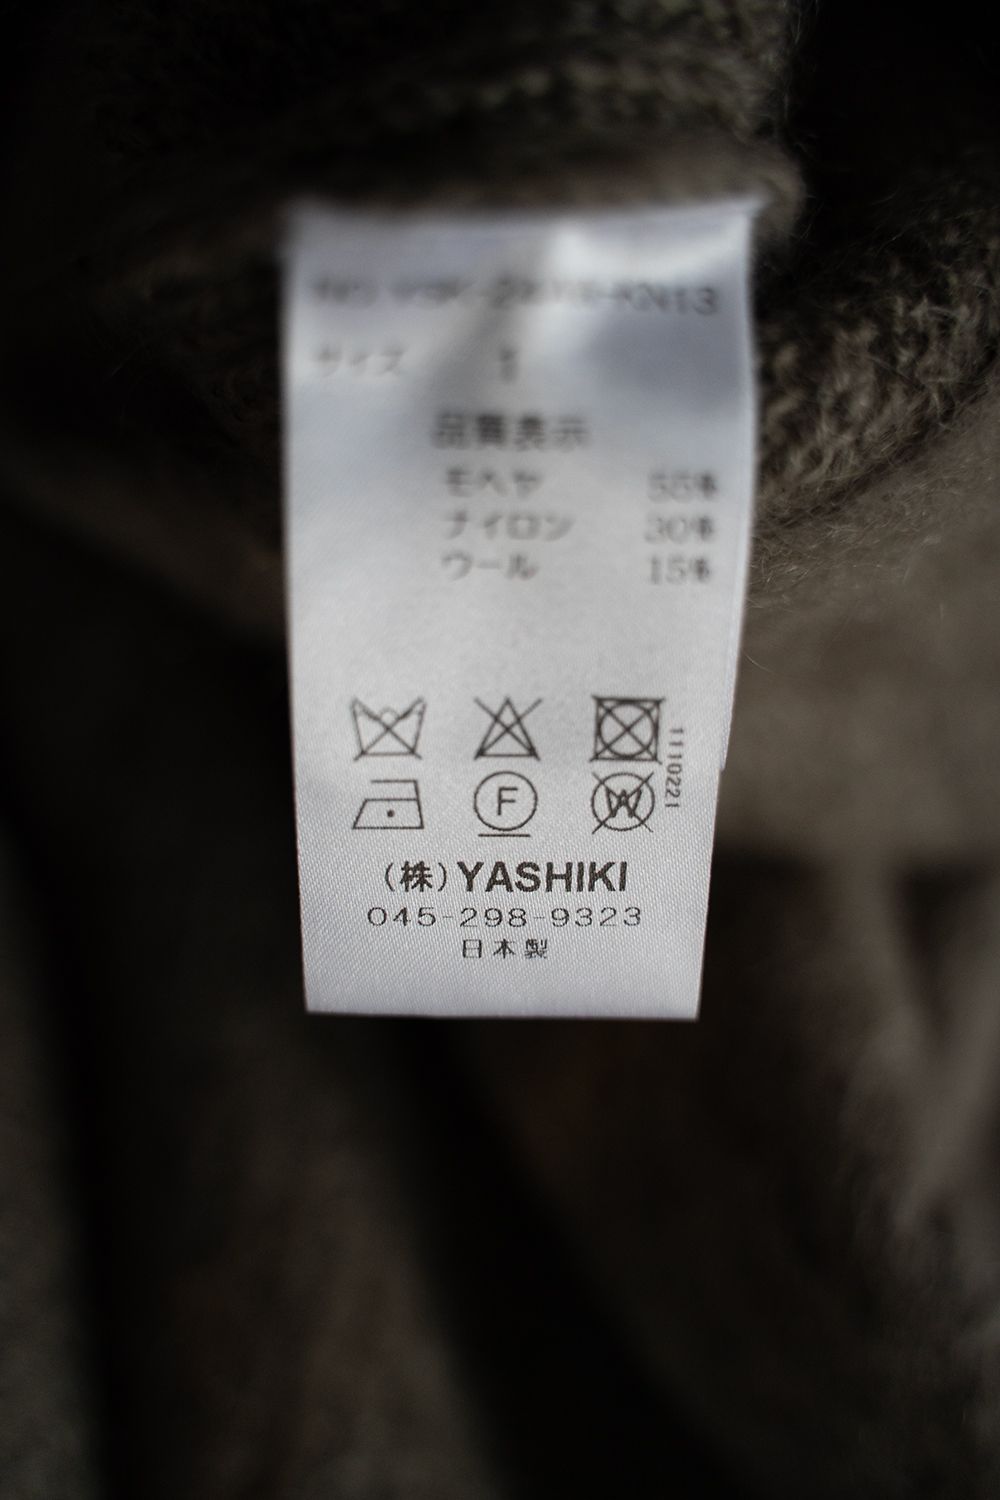 サイズ 1
品質表示
モヘヤ 55%
ナイロン 30%
ウール 15%
1110221
F
W
(株)YASHIKI
045-298-9323
日本製